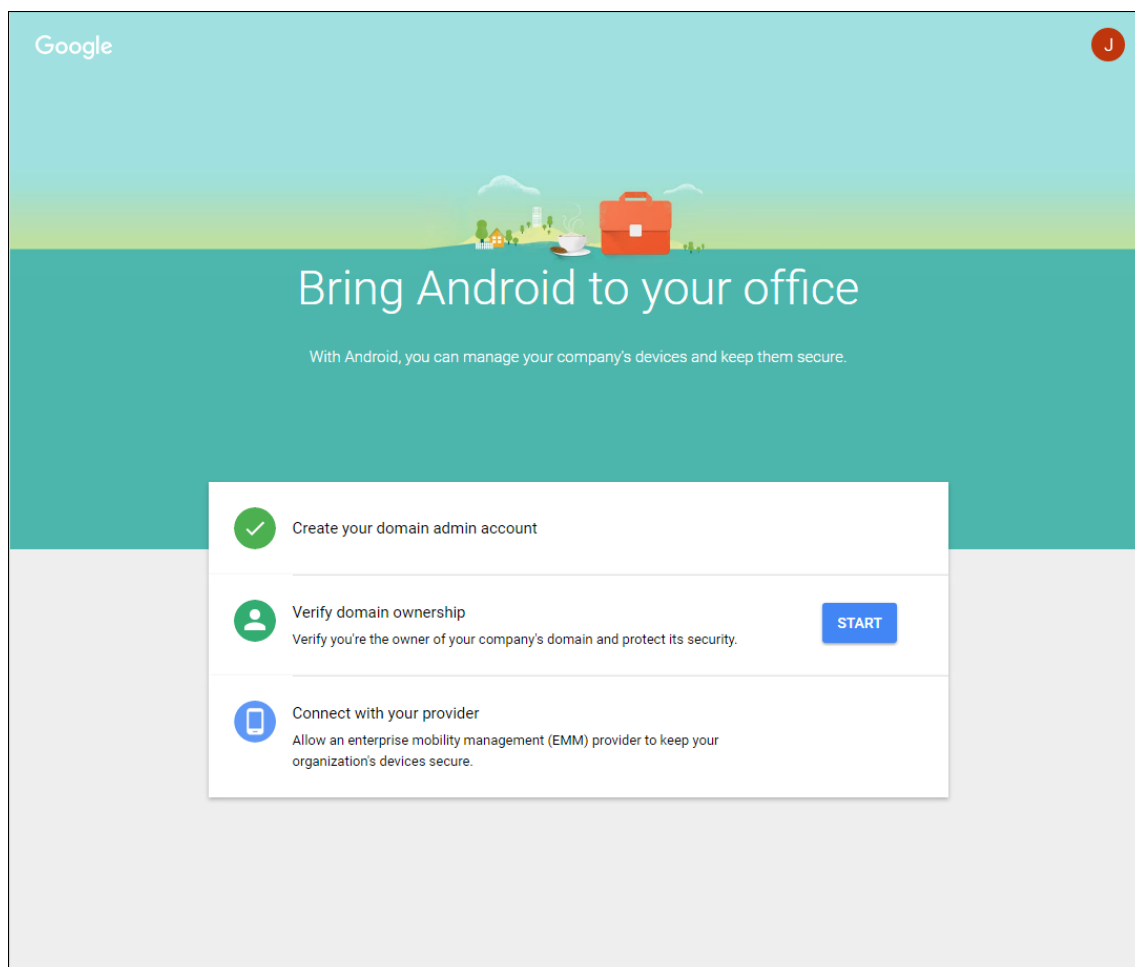 Google
J
Bring Android to your office
With Android, you can manage your company's devices and keep them secure.
Create your domain admin account
Verify domain ownership
Verify you're the owner of your company's domain and protect its security.
START
Connect with your provider
Allow an enterprise mobility management (EMM) provider to keep your
organization's devices secure.